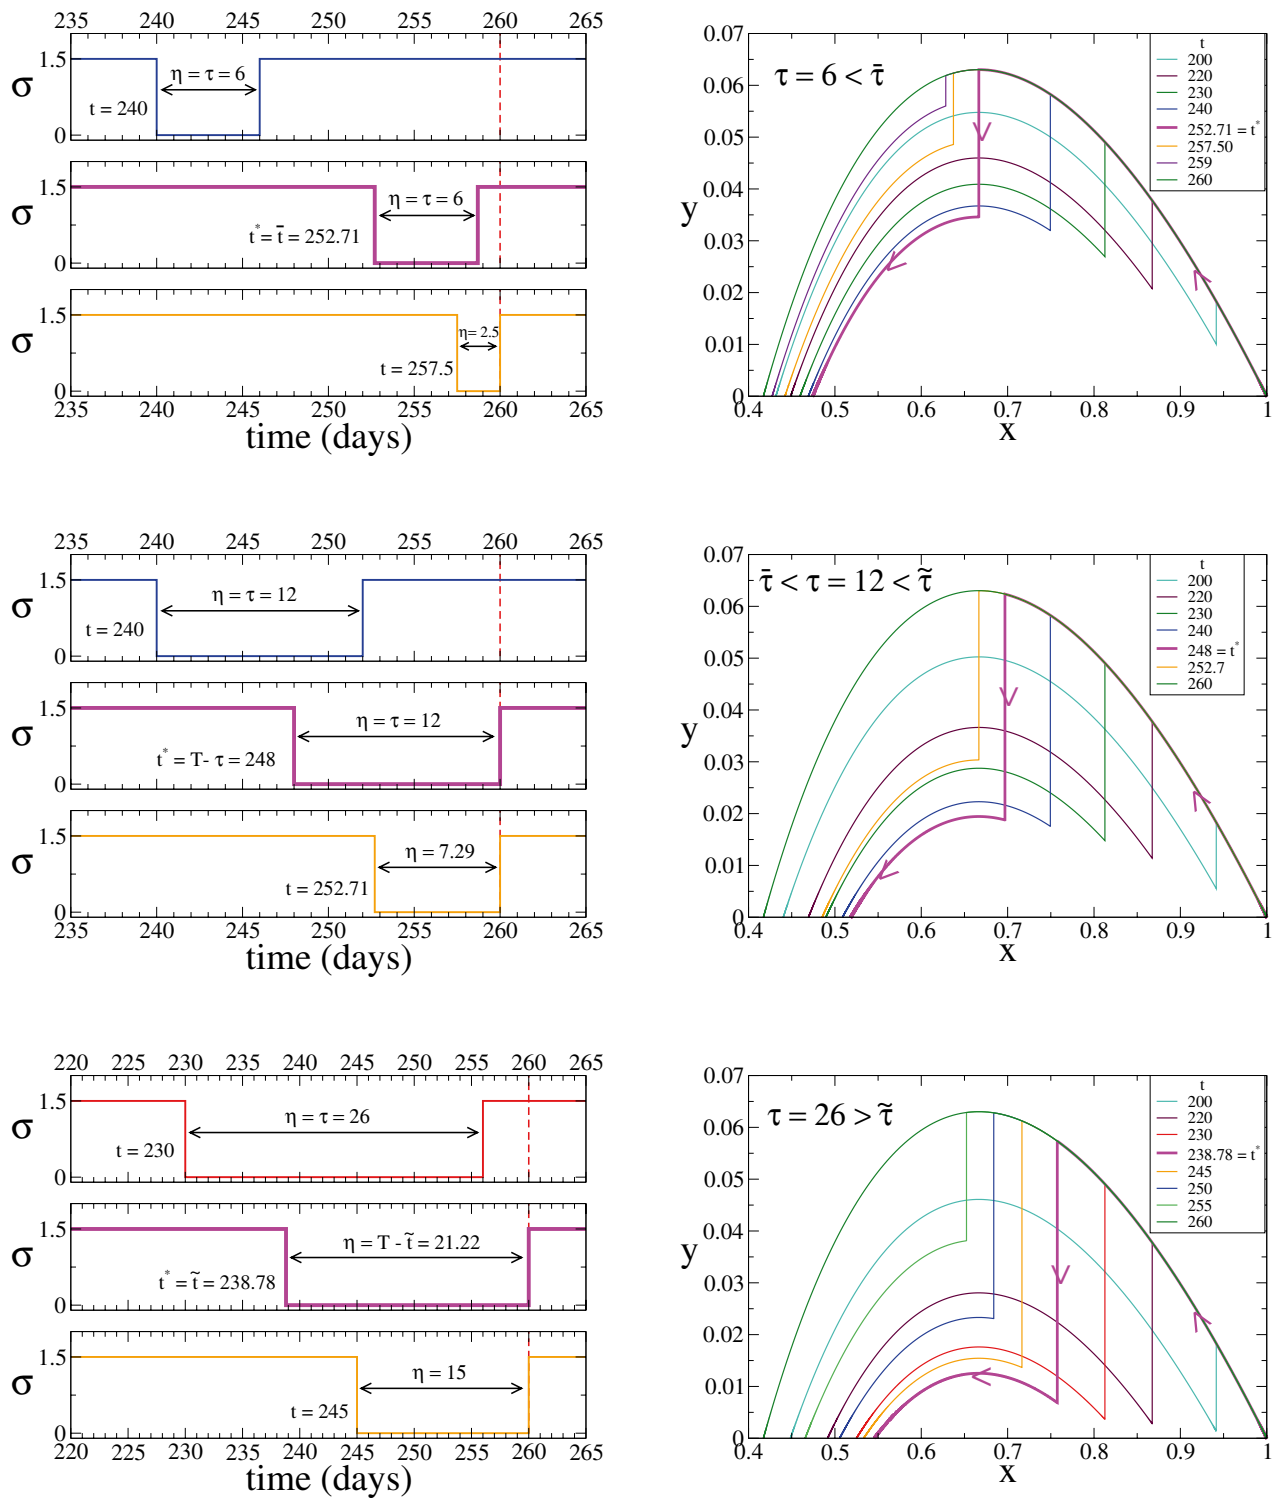 235 240 245 250 255 260 265
1.5
σ
0
η = τ = 6
t = 240
1.5
σ
0
η = τ = 6
t* = t̄ = 252.71
1.5
σ
0
η = 2.5
t = 257.5
235 240 245 250 255 260 265
time (days)
τ = 6 < τ̄
0.07
0.06
0.05
0.04
y
0.03
0.02
0.01
0
0.4 0.5 0.6 0.7 0.8 0.9 1
x
t
200
220
230
240
252.71 = t*
257.50
259
260
235 240 245 250 255 260 265
1.5
σ
0
η = τ = 12
t = 240
1.5
σ
0
η = τ = 12
t* = T - τ = 248
1.5
σ
0
η = 7.29
t = 252.71
235 240 245 250 255 260 265
time (days)
τ̄ < τ = 12 < τ̃
0.07
0.06
0.05
0.04
y
0.03
0.02
0.01
0
0.4 0.5 0.6 0.7 0.8 0.9 1
x
t
200
220
230
240
248 = t*
252.7
260
220 225 230 235 239 240 245 250 255 260 265
1.5
σ
0
η = τ = 26
t = 230
1.5
σ
0
η = T - t̃ = 21.22
t* = t̃ = 238.78
1.5
σ
0
η = 15
t = 245
220 225 230 235 240 245 250 255 260 265
time (days)
τ = 26 > τ̃
0.07
0.06
0.05
0.04
y
0.03
0.02
0.01
0
0.4 0.5 0.6 0.7 0.8 0.9 1
x
t
200
220
230
238.78 = t*
245
250
255
260